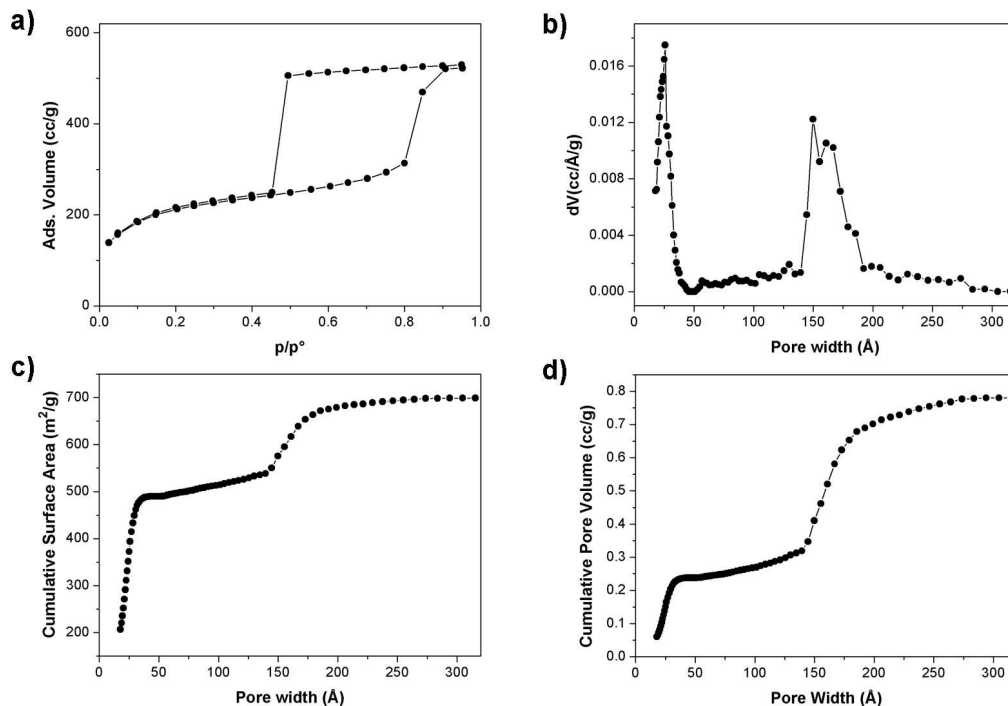 a)
Ads. Volume (cc/g)
600
400
200
0
0.0 0.2 0.4 0.6 0.8 1.0
p/p°
b)
dV(cc/Å/g)
0.016
0.012
0.008
0.004
0.000
0 50 100 150 200 250 300
Pore width (Å)
c)
Cumulative Surface Area (m²/g)
700
600
500
400
300
200
0 50 100 150 200 250 300
Pore width (Å)
d)
Cumulative Pore Volume (cc/g)
0.8
0.7
0.6
0.5
0.4
0.3
0.2
0.1
0.0
0 50 100 150 200 250 300
Pore Width (Å)